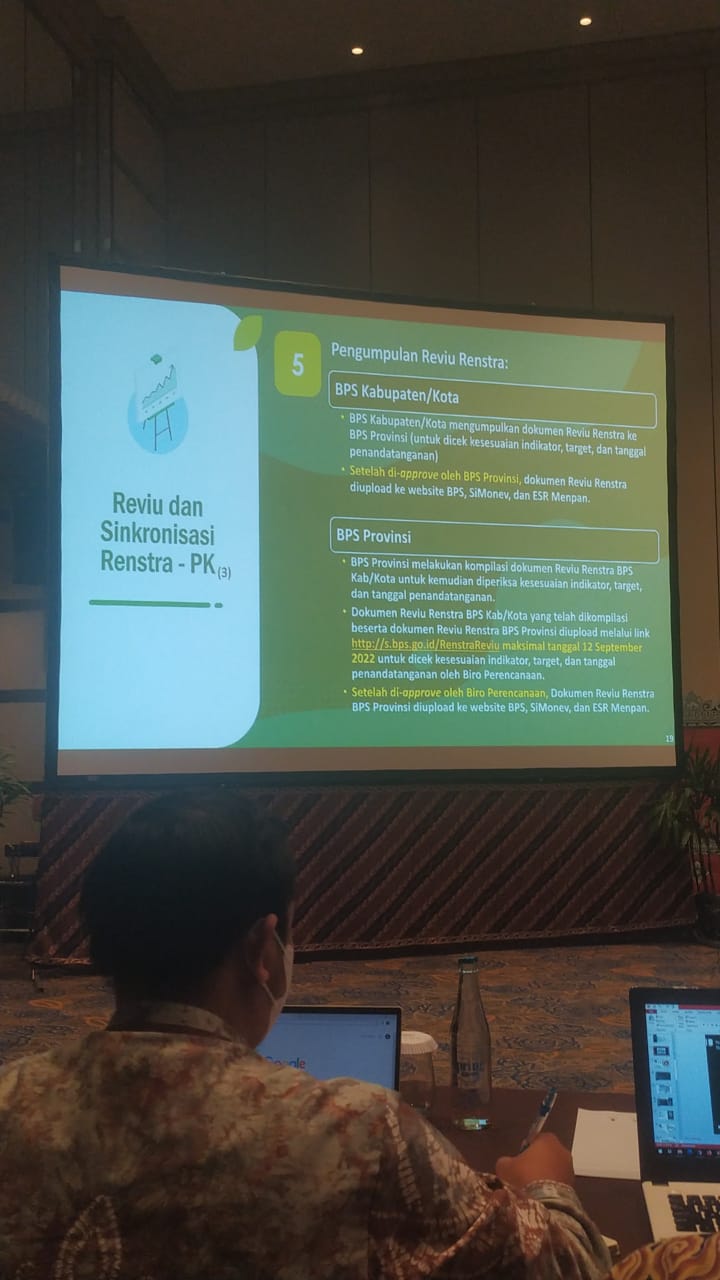 Reviu dan
Sinkronisasi
Renstra - PK (3)
5
Pengumpulan Reviu Renstra:
BPS Kabupaten/Kota
• BPS Kabupaten/Kota mengumpulkan dokumen Reviu Renstra ke
BPS Provinsi (untuk dicek kesesuaian indikator, target, dan tanggal
penandatanganan)
• Setelah di-approve oleh BPS Provinsi, dokumen Reviu Renstra
diupload ke website BPS, SiMonev, dan ESR Menpan.
BPS Provinsi
• BPS Provinsi melakukan kompilasi dokumen Reviu Renstra BPS
Kab/Kota untuk kemudian diperiksa kesesuaian indikator, target,
dan tanggal penandatanganan.
• Dokumen Reviu Renstra BPS Kab/Kota yang telah dikompilasi
beserta dokumen Reviu Renstra BPS Provinsi diupload melalui link
http://s.bps.go.id/RenstraReviu maksimal tanggal 12 September
2022 untuk dicek kesesuaian indikator, target, dan tanggal
penandatanganan oleh Biro Perencanaan.
• Setelah di-approve oleh Biro Perencanaan, Dokumen Reviu Renstra
BPS Provinsi diupload ke website BPS, SiMonev, dan ESR Menpan.
19